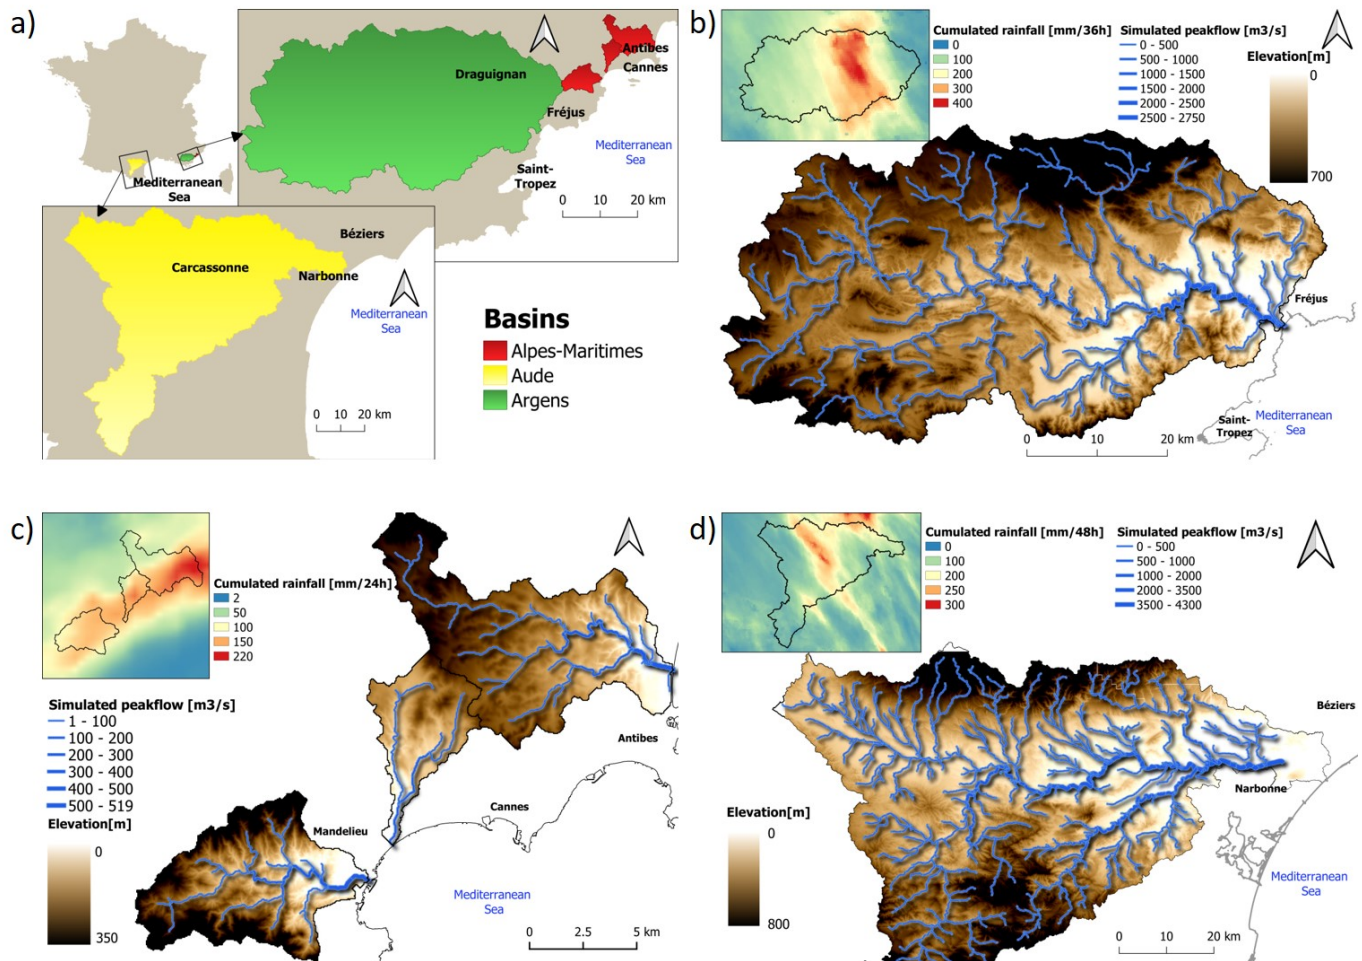 a)
Antibes
Cannes
Draguignan
Fréjus
Mediterranean
Sea
Saint-
Tropez
0 10 20 km
Mediterranean
Sea
Béziers
Carcassonne
Narbonne
Mediterranean
Sea
0 10 20 km
Basins
Alpes-Maritimes
Aude
Argens
b)
Cumulated rainfall [mm/36h]
0
100
200
300
400
Simulated peakflow [m3/s]
0 - 500
500 - 1000
1000 - 1500
1500 - 2000
2000 - 2500
2500 - 2750
Elevation[m]
0
700
Fréjus
Saint-
Tropez
Mediterranean
Sea
0 10 20 km
c)
Cumulated rainfall [mm/24h]
2
50
100
150
220
Simulated peakflow [m3/s]
1 - 100
100 - 200
200 - 300
300 - 400
400 - 500
500 - 519
Elevation[m]
0
350
Mandelieu
Cannes
Antibes
Mediterranean
Sea
0 2.5 5 km
d)
Cumulated rainfall [mm/48h]
0
100
200
250
300
Simulated peakflow [m3/s]
0 - 500
500 - 1000
1000 - 2000
2000 - 3500
3500 - 4300
Béziers
Narbonne
Elevation[m]
0
800
Mediterranean
Sea
0 10 20 km